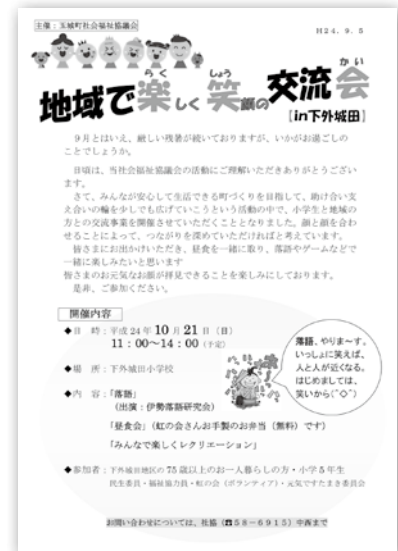 主催：玉城町社会福祉協議会
H24.9.5
地域で楽しく笑顔の交流会
らく
しょう
かい
【in下外城田】
９月とはいえ、厳しい残暑が続いておりますが、いかがお過ごしの
ことでしょうか。
日頃は、当社会福祉協議会の活動にご理解いただきありがとうござい
ます。
さて、みんなが安心して生活できる町づくりを目指して、助け合い支
え合いの輪を少しでも広げていこうという活動の中で、小学生と地域の
方との交流事業を開催させていただくこととなりました。顔と顔を合わ
せることによって、つながりを深めていただければと考えています。
皆さまにお出かけいただき、昼食を一緒に取り、落語やゲームなどで
一緒に楽しみたいと思います
皆さまのお元気なお顔が拝見できることを楽しみにしております。
是非、ご参加ください。
開催内容
◆日　時：平成24年10月21日（日）
11：00～14：00（予定）
◆場　所：下外城田小学校
◆内　容：「落語」
（出演：伊勢落語研究会）
「昼食会」（虹の会さんお手製のお弁当（無料）です）
「みんなで楽しくレクリエーション」
落語、やりま～す。
いっしょに笑えば、
人と人が近くなる。
はじめましては、
笑いから(^◇^)
◆参加者：下外城田地区の75歳以上のお一人暮らしの方・小学５年生
民生委員・福祉協力員・虹の会（ボランティア）・元気ですたまき委員会
お問い合わせについては、社協（☎58－6915）中西まで